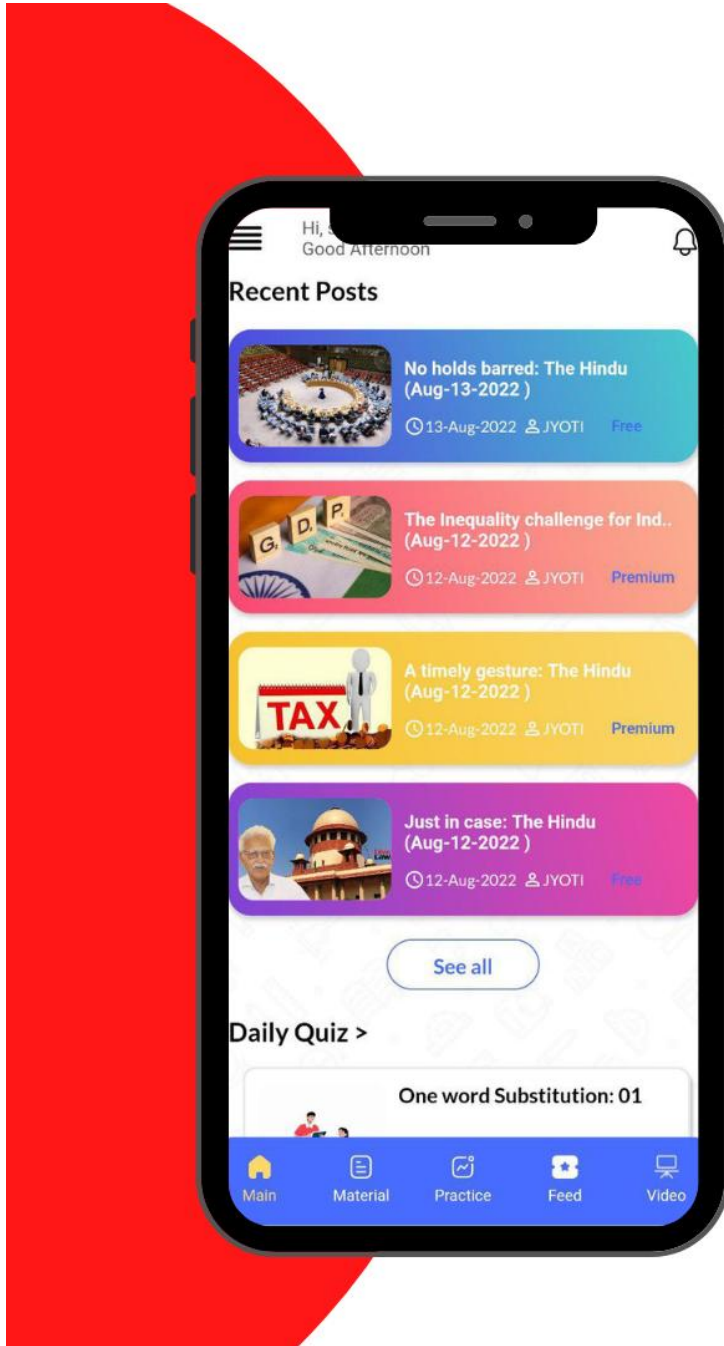 Hi,
Good Afternoon
Recent Posts
No holds barred: The Hindu
(Aug-13-2022 )
13-Aug-2022 JYOTI Free
G D P
The Inequality challenge for Ind..
(Aug-12-2022 )
12-Aug-2022 JYOTI Premium
TAX
A timely gesture: The Hindu
(Aug-12-2022 )
12-Aug-2022 JYOTI Premium
Just in case: The Hindu
(Aug-12-2022 )
12-Aug-2022 JYOTI Free
See all
Daily Quiz >
One word Substitution: 01
Main Material Practice Feed Video